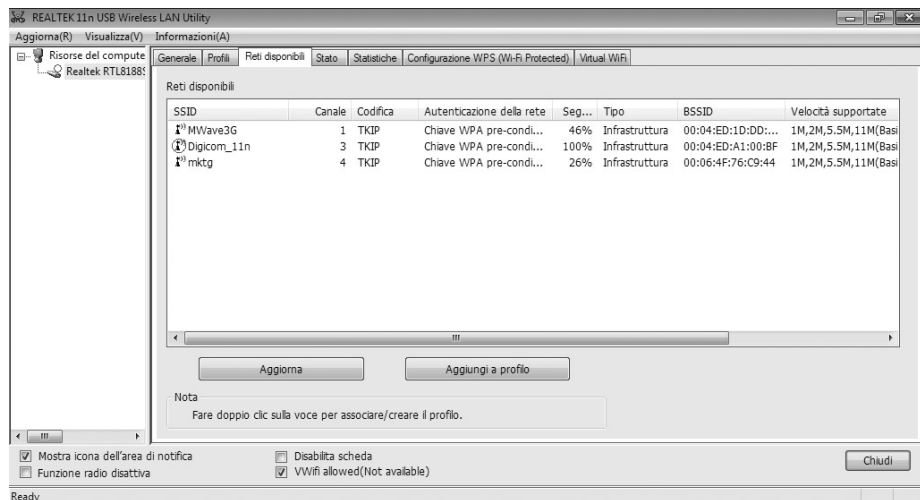 REALTEK 11n USB Wireless LAN Utility
Aggiorna(R) Visualizza(V) Informazioni(A)
Risorse del compute
Realtek RTL8188S
Generale Profili Reti disponibili Stato Statistiche Configurazione WPS (Wi-Fi Protected) Virtual WiFi
Reti disponibili
SSID Canale Codifica Autenticazione della rete Seg... Tipo BSSID Velocità supportate
MWave3G 1 TKIP Chiave WPA pre-condi... 46% Infrastruttura 00:04:ED:1D:DD:... 1M,2M,5.5M,11M(Basi
Digicom_11n 3 TKIP Chiave WPA pre-condi... 100% Infrastruttura 00:04:ED:A1:00:BF 1M,2M,5.5M,11M(Basi
mktg 4 TKIP Chiave WPA pre-condi... 26% Infrastruttura 00:06:4F:76:C9:44 1M,2M,5.5M,11M(Basi
Aggiorna Aggiungi a profilo
Nota
Fare doppio clic sulla voce per associare/creare il profilo.
Mostra icona dell'area di notifica Disabilita scheda
Funzione radio disattiva VWifi allowed(Not available)
Chiudi
Ready